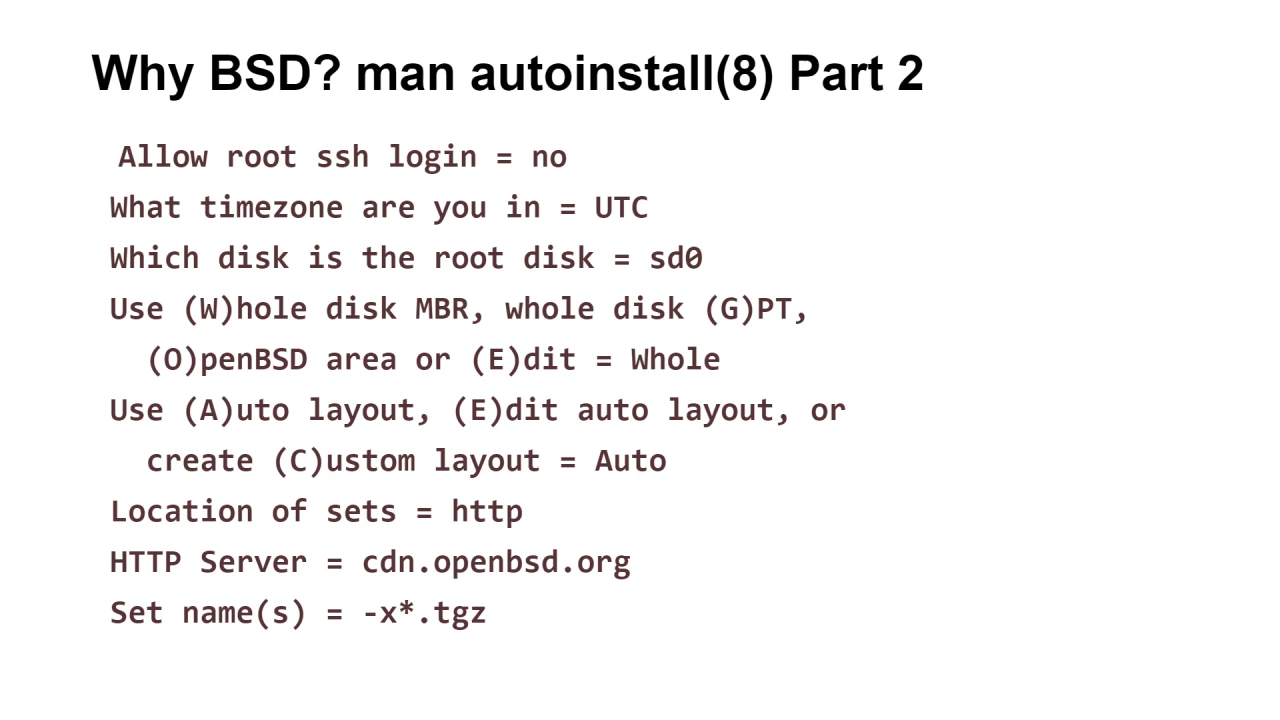 Why BSD? man autoinstall(8) Part 2
Allow root ssh login = no
What timezone are you in = UTC
Which disk is the root disk = sd0
Use (W)hole disk MBR, whole disk (G)PT,
(O)penBSD area or (E)dit = Whole
Use (A)uto layout, (E)dit auto layout, or
create (C)ustom layout = Auto
Location of sets = http
HTTP Server = cdn.openbsd.org
Set name(s) = -x*.tgz